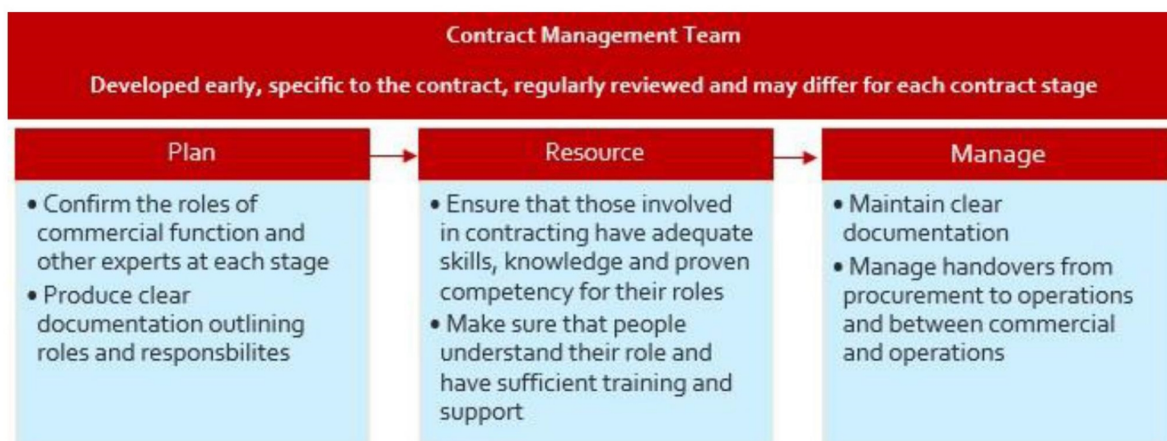 Contract Management Team
Developed early, specific to the contract, regularly reviewed and may differ for each contract stage
Plan
• Confirm the roles of
commercial function and
other experts at each stage
• Produce clear
documentation outlining
roles and responsbilites
Resource
• Ensure that those involved
in contracting have adequate
skills, knowledge and proven
competency for their roles
• Make sure that people
understand their role and
have sufficient training and
support
Manage
• Maintain clear
documentation
• Manage handovers from
procurement to operations
and between commercial
and operations